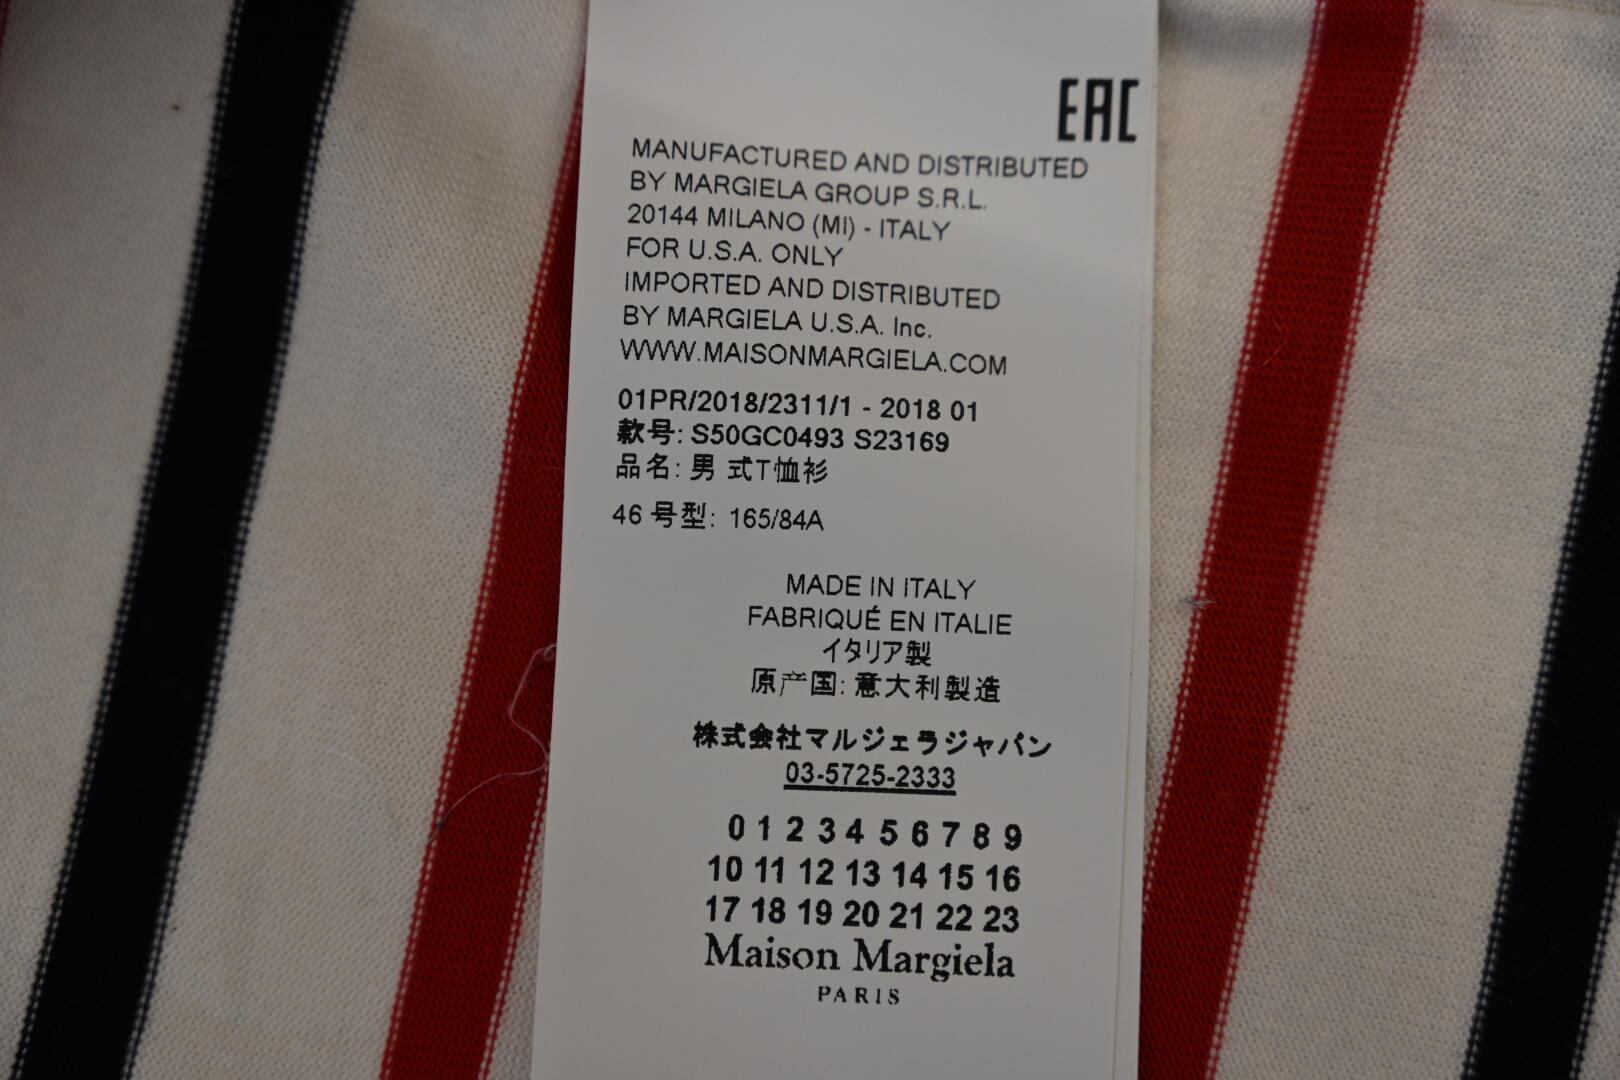 EAC
MANUFACTURED AND DISTRIBUTED
BY MARGIELA GROUP S.R.L.
20144 MILANO (MI) - ITALY
FOR U.S.A. ONLY
IMPORTED AND DISTRIBUTED
BY MARGIELA U.S.A. Inc.
WWW.MAISONMARGIELA.COM
01PR/2018/2311/1 - 2018 01
款号: S50GC0493 S23169
品名: 男 式T恤衫
46 号型: 165/84A
MADE IN ITALY
FABRIQUÉ EN ITALIE
イタリア製
原产国: 意大利製造
株式会社マルジェラジャパン
03-5725-2333
0 1 2 3 4 5 6 7 8 9
10 11 12 13 14 15 16
17 18 19 20 21 22 23
Maison Margiela
PARIS